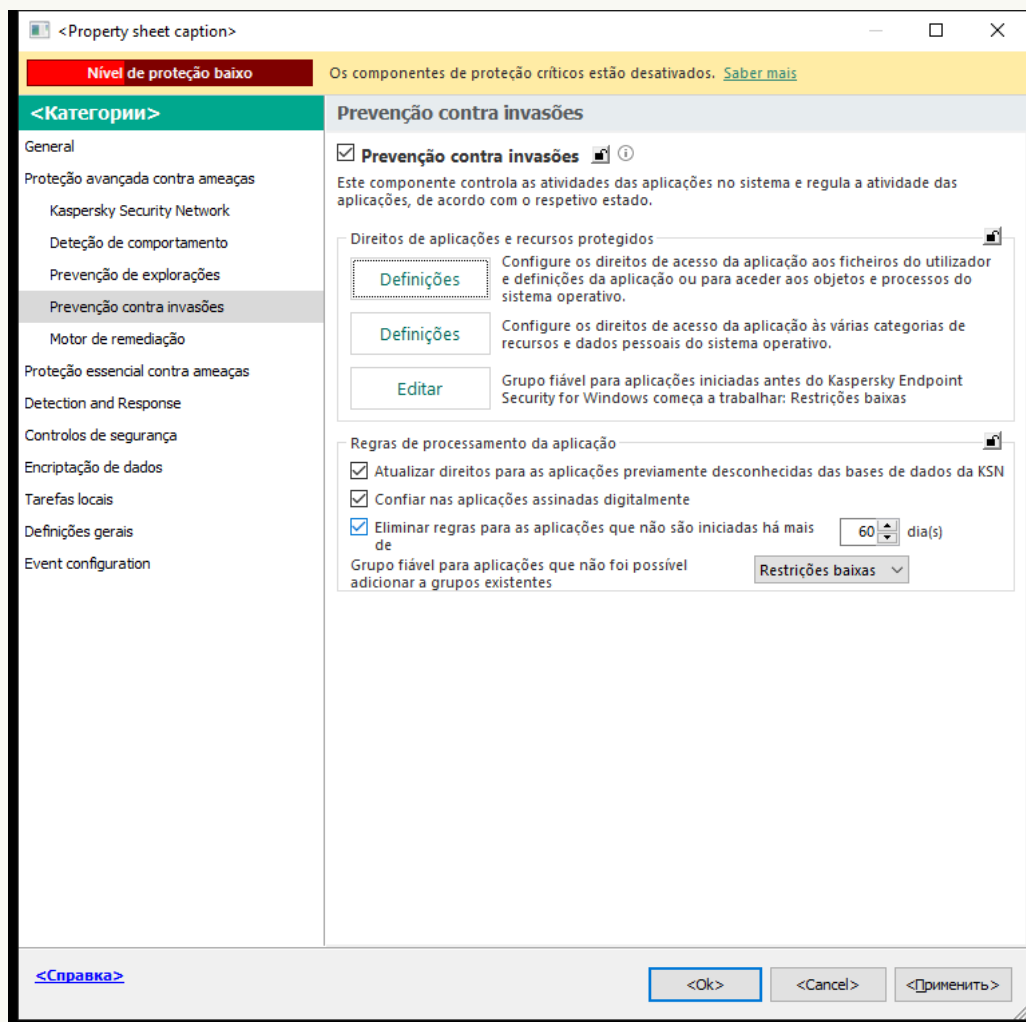 <Property sheet caption>
Nível de proteção baixo
Os componentes de proteção críticos estão desativados. Saber mais
<Категории>
General
Proteção avançada contra ameaças
Kaspersky Security Network
Deteção de comportamento
Prevenção de explorações
Prevenção contra invasões
Motor de remediação
Proteção essencial contra ameaças
Detection and Response
Controlos de segurança
Encriptação de dados
Tarefas locais
Definições gerais
Event configuration
Prevenção contra invasões
Prevenção contra invasões
Este componente controla as atividades das aplicações no sistema e regula a atividade das
aplicações, de acordo com o respetivo estado.
Direitos de aplicações e recursos protegidos
Definições
Configure os direitos de acesso da aplicação aos ficheiros do utilizador
e definições da aplicação ou para aceder aos objetos e processos do
sistema operativo.
Definições
Configure os direitos de acesso da aplicação às várias categorias de
recursos e dados pessoais do sistema operativo.
Editar
Grupo fiável para aplicações iniciadas antes do Kaspersky Endpoint
Security for Windows começa a trabalhar: Restrições baixas
Regras de processamento da aplicação
Atualizar direitos para as aplicações previamente desconhecidas das bases de dados da KSN
Confiar nas aplicações assinadas digitalmente
Eliminar regras para as aplicações que não são iniciadas há mais
de
60 dia(s)
Grupo fiável para aplicações que não foi possível
adicionar a grupos existentes
Restrições baixas
<Справка>
<Ok>
<Cancel>
<Применить>